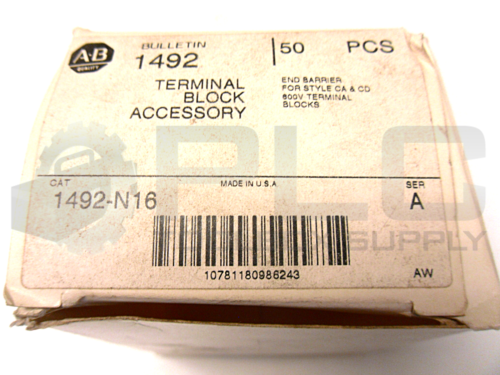 A-B
QUALITY
BULLETIN
1492
50 PCS
TERMINAL
BLOCK
ACCESSORY
END BARRIER
FOR STYLE CA & CD
600V TERMINAL
BLOCKS
PLC
SUPPLY
CAT
1492-N16
MADE IN U.S.A
SER
A
10781180986243
AW